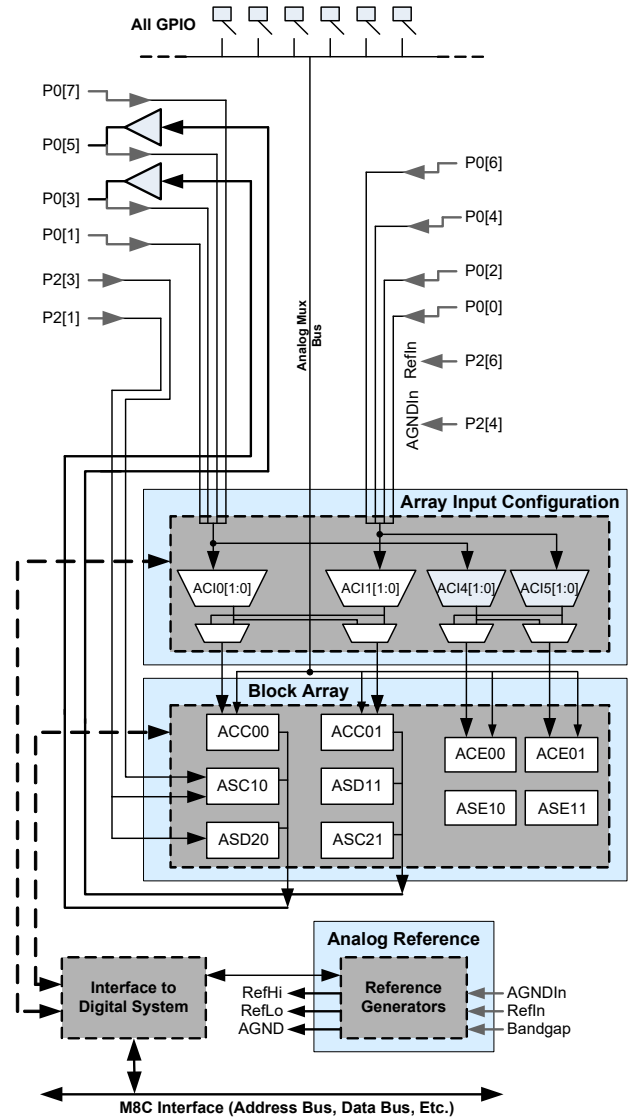 All GPIO
P0[7]
P0[5]
P0[3]
P0[1]
P2[3]
P2[1]
P0[6]
P0[4]
P0[2]
P0[0]
P2[6]
P2[4]
Analog Mux
Bus
RefIn
AGNDIn
Array Input Configuration
ACI0[1:0]
ACI1[1:0]
ACI4[1:0]
ACI5[1:0]
Block Array
ACC00
ACC01
ACE00
ACE01
ASC10
ASD11
ASE10
ASE11
ASD20
ASC21
Analog Reference
Interface to
Digital System
RefHi
RefLo
AGND
Reference
Generators
AGNDIn
RefIn
Bandgap
M8C Interface (Address Bus, Data Bus, Etc.)